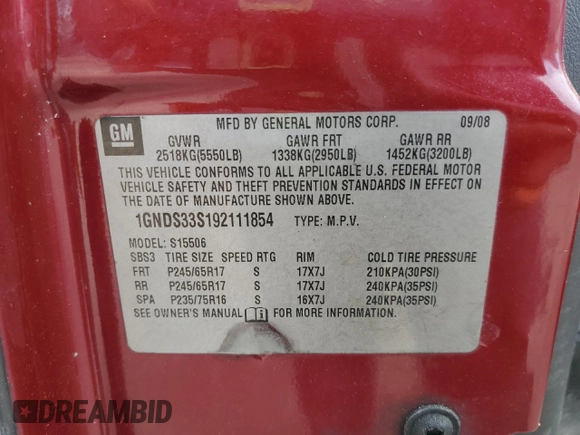 GM
MFD BY GENERAL MOTORS CORP. 09/08
GVWR GAWR FRT GAWR RR
2518KG(5550LB) 1338KG(2950LB) 1452KG(3200LB)
THIS VEHICLE CONFORMS TO ALL APPLICABLE U.S. FEDERAL MOTOR
VEHICLE SAFETY AND THEFT PREVENTION STANDARDS IN EFFECT ON
THE DATE OF MANUFACTURE SHOWN ABOVE.
1GNDS33S192111854 TYPE: M.P.V.
MODEL: S15506
SBS3 TIRE SIZE SPEED RTG RIM COLD TIRE PRESSURE
FRT P245/65R17 S 17X7J 210KPA(30PSI)
RR P245/65R17 S 17X7J 240KPA(35PSI)
SPA P235/75R16 S 16X7J 240KPA(35PSI)
SEE OWNER'S MANUAL i FOR MORE INFORMATION.
DREAMBID